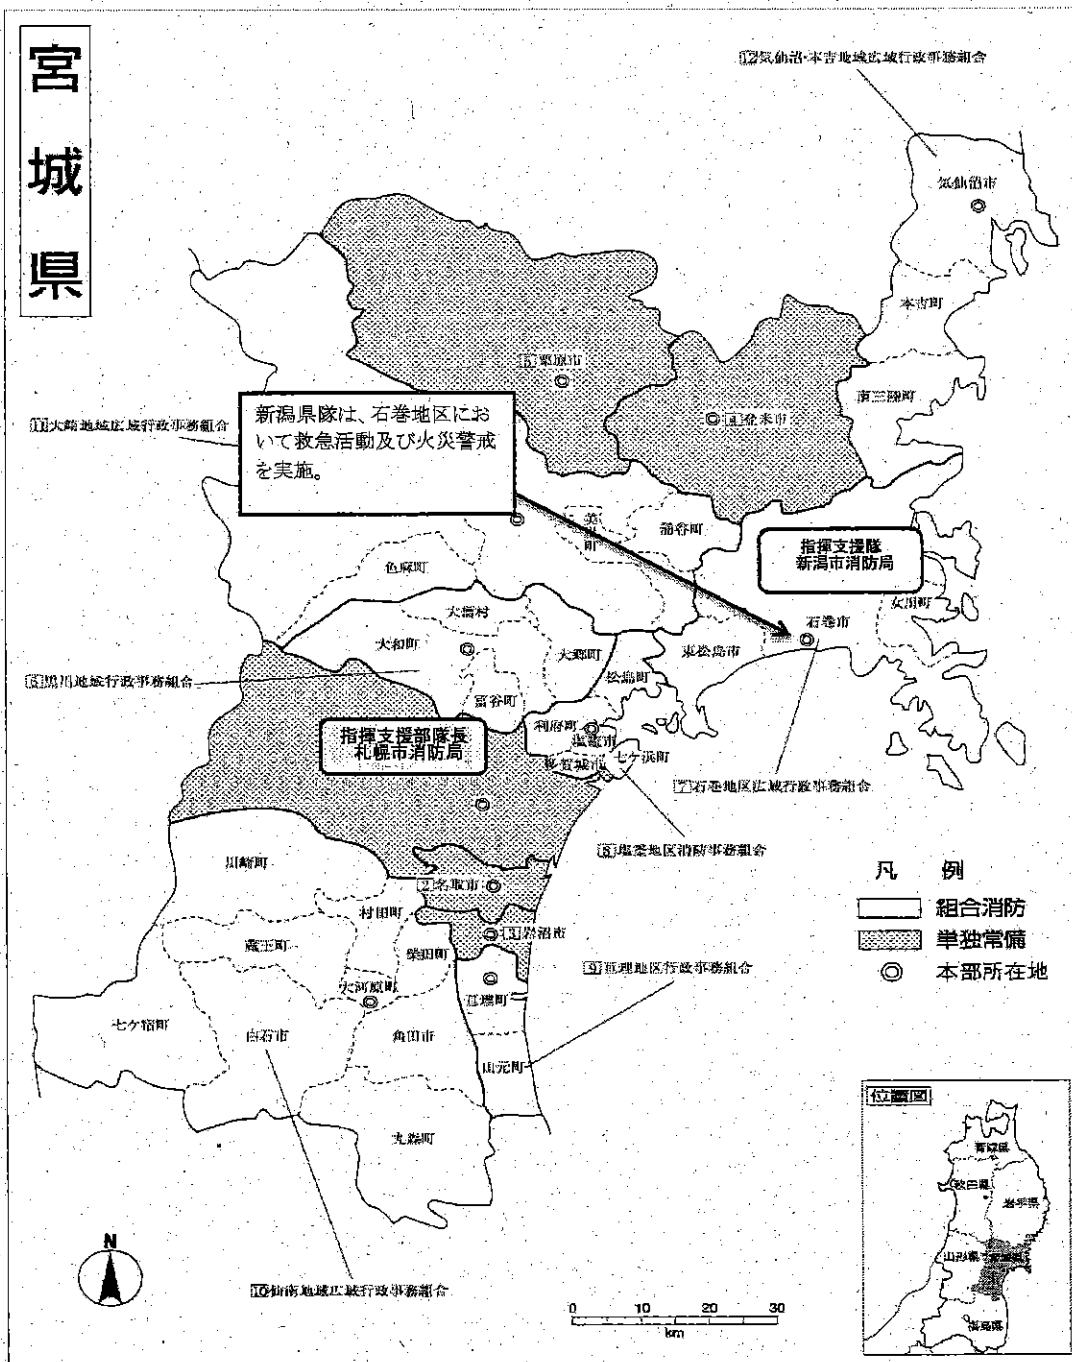 宮城県
12気仙沼・本吉地域広域行政事務組合
気仙沼市
本吉町
南三陸町
5栗原市
4登米市
11大崎地域広域行政事務組合
新潟県隊は、石巻地区にお
いて救急活動及び火災警戒
を実施。
美里町
涌谷町
指揮支援隊
新潟市消防局
色麻町
女川町
大衡村
石巻市
大和町
大郷町
東松島市
松島町
6黒川地域行政事務組合
富谷町
利府町
指揮支援部隊長
札幌市消防局
塩竈市
七ケ浜町
多賀城市
7石巻地区広域行政事務組合
8塩釜地区消防事務組合
川崎町
凡 例
2名取市
組合消防
村田町
3岩沼市
単独常備
蔵王町
柴田町
9亘理地区行政事務組合
本部所在地
大河原町
亘理町
七ケ宿町
白石市
角田市
山元町
丸森町
位置図
青森県
秋田県
岩手県
山形県
宮城県
福島県
N
10仙南地域広域行政事務組合
0 10 20 30
km